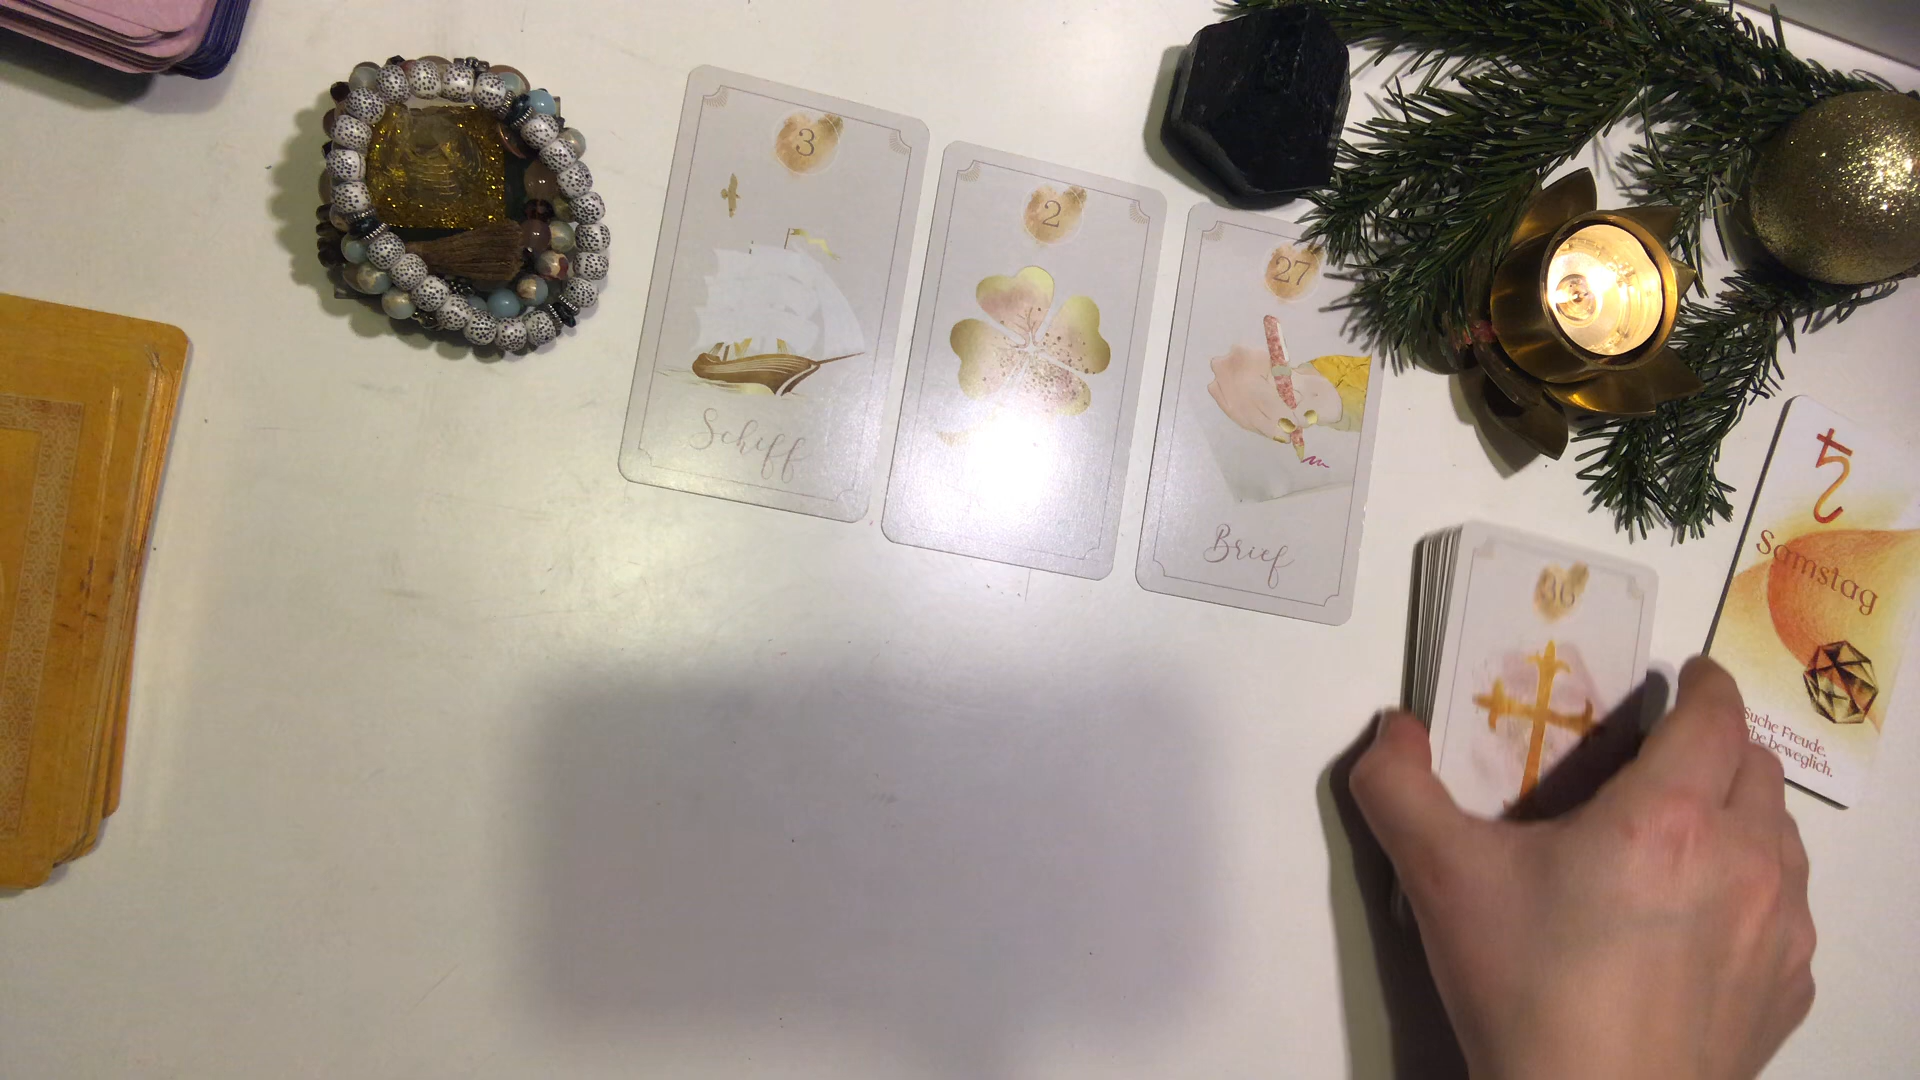 3
Schiff
2
27
Brief
36
Samstag
Suche Freude.
beweglich.